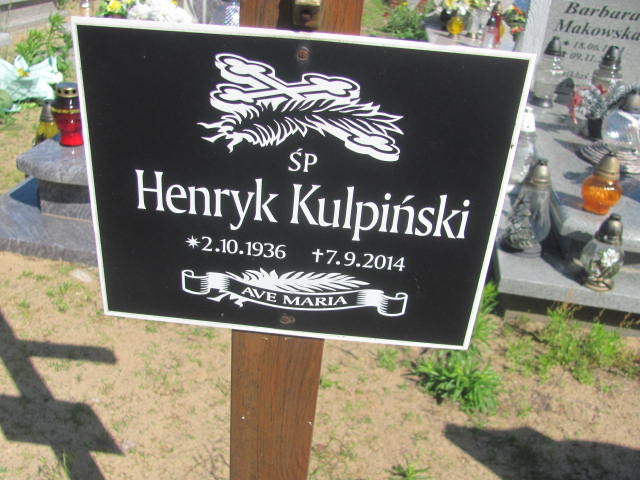 ŚP
Henryk Kulpiński
*2.10.1936 †7.9.2014
AVE MARIA
Barbara
Makowska